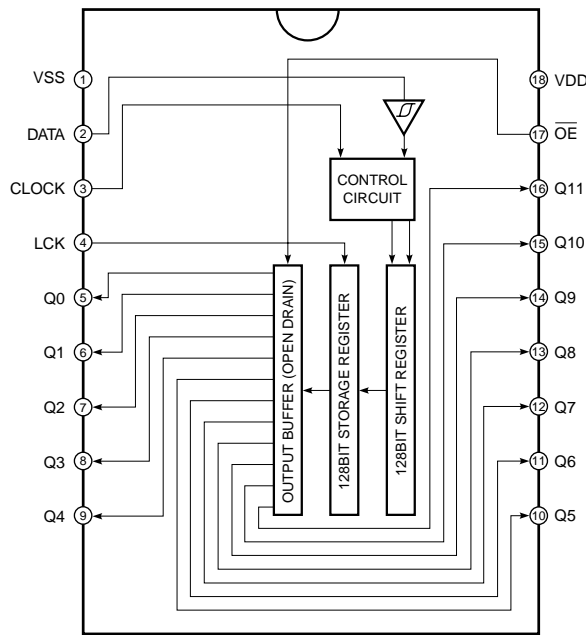 VSS 1
18 VDD
DATA 2
17 OE
CLOCK 3
CONTROL
CIRCUIT
16 Q11
LCK 4
15 Q10
Q0 5
14 Q9
Q1 6
13 Q8
Q2 7
12 Q7
Q3 8
11 Q6
Q4 9
10 Q5
OUTPUT BUFFER (OPEN DRAIN)
128BIT STORAGE REGISTER
128BIT SHIFT REGISTER